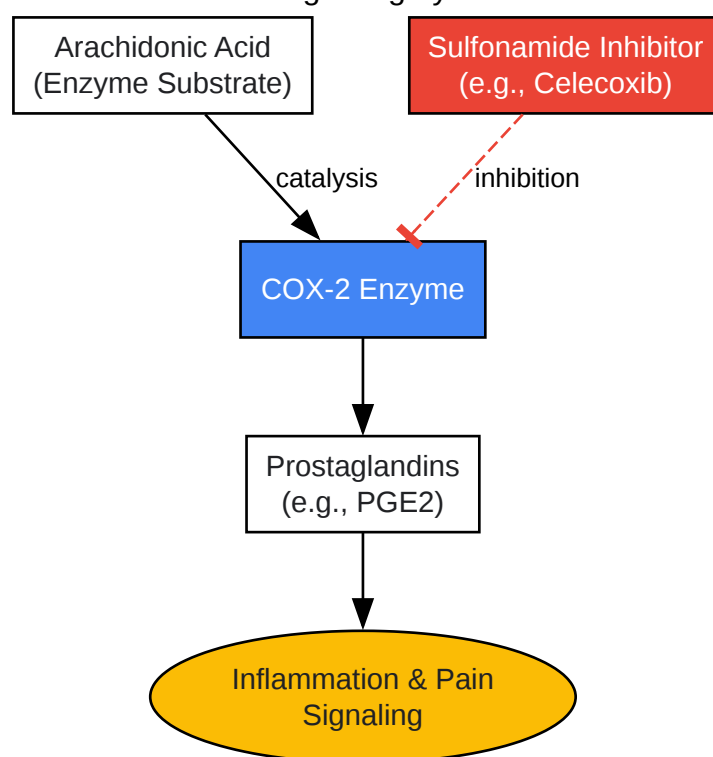 Arachidonic Acid
(Enzyme Substrate)
Sulfonamide Inhibitor
(e.g., Celecoxib)
catalysis
inhibition
COX-2 Enzyme
Prostaglandins
(e.g., PGE2)
Inflammation & Pain
Signaling